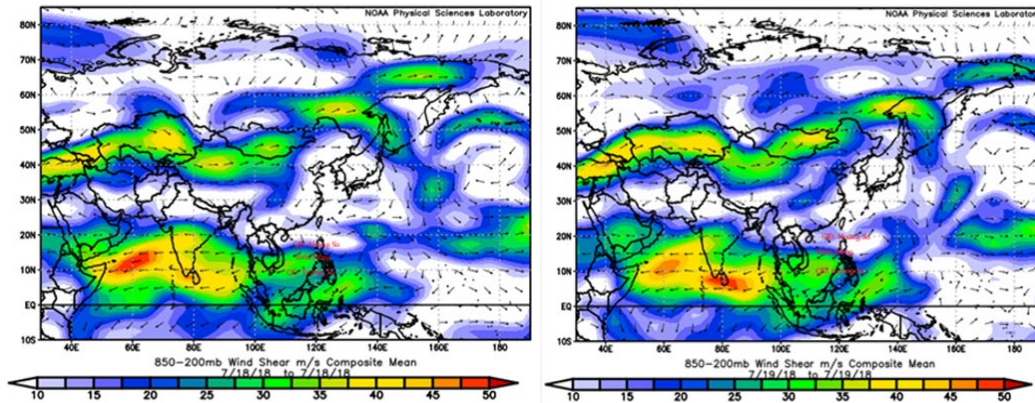 NOAA Physical Sciences Laboratory
80N
70N
60N
50N
40N
30N
20N
10N
EQ
10S
40E
60E
80E
100E
120E
140E
160E
180
850-200mb Wind Shear m/s Composite Mean
7/18/18 to 7/18/18
10 15 20 25 30 35 40 45 50
NOAA Physical Sciences Laboratory
80N
70N
60N
50N
40N
30N
20N
10N
EQ
10S
40E
60E
80E
100E
120E
140E
160E
180
850-200mb Wind Shear m/s Composite Mean
7/19/18 to 7/19/18
10 15 20 25 30 35 40 45 50